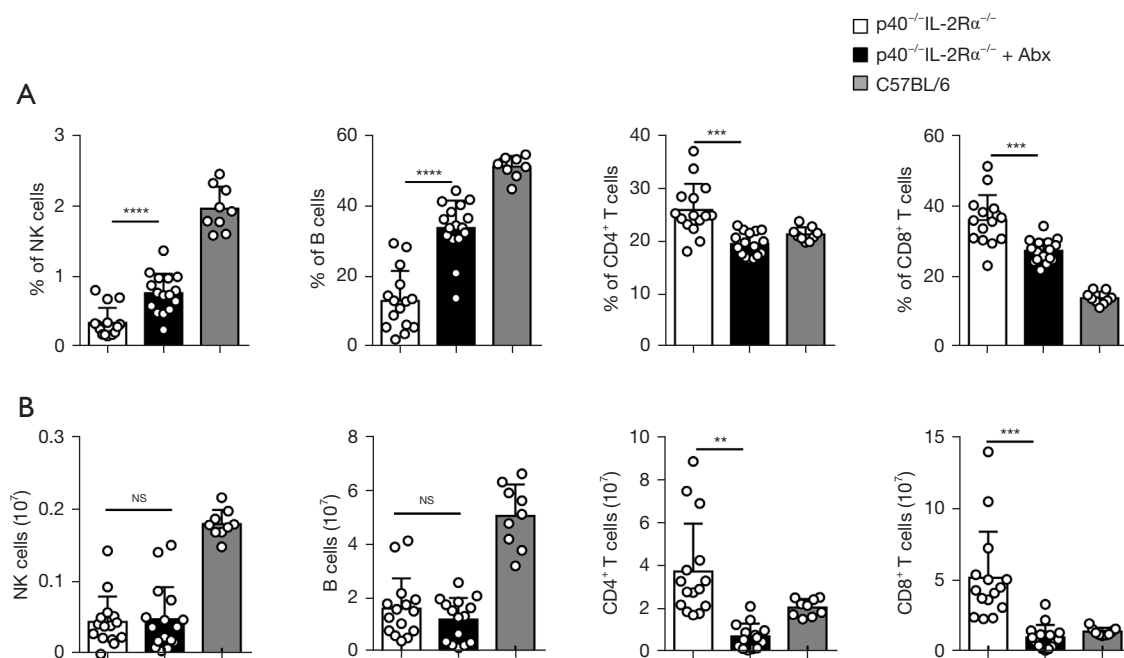 p40⁻/⁻IL-2Rα⁻/⁻
p40⁻/⁻IL-2Rα⁻/⁻ + Abx
C57BL/6
A
% of NK cells
3
2
1
0
****
% of B cells
60
40
20
0
****
% of CD4⁺ T cells
40
30
20
10
0
***
% of CD8⁺ T cells
60
40
20
0
***
B
NK cells (10⁷)
0.3
0.2
0.1
0
NS
B cells (10⁷)
8
6
4
2
0
NS
CD4⁺ T cells (10⁷)
10
8
6
4
2
0
**
CD8⁺ T cells (10⁷)
15
10
5
0
***